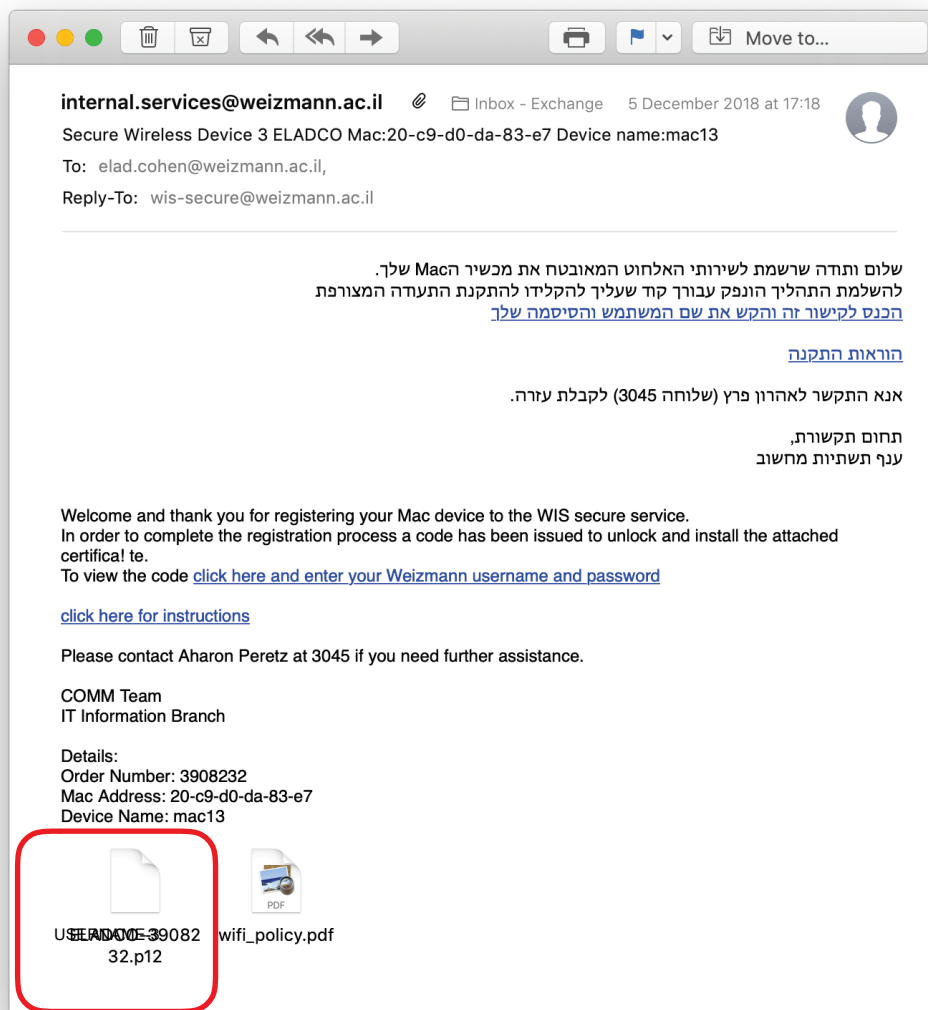 Move to...
internal.services@weizmann.ac.il Inbox - Exchange 5 December 2018 at 17:18
Secure Wireless Device 3 ELADCO Mac:20-c9-d0-da-83-e7 Device name:mac13
To: elad.cohen@weizmann.ac.il,
Reply-To: wis-secure@weizmann.ac.il
שלום ותודה שרשמת לשירותי האלחוט המאובטח את מכשיר הMac שלך.
להשלמת התהליך הונפק עבורך קוד שעליך להקלידו להתקנת התעודה המצורפת
הכנס לקישור זה והקש את שם המשתמש והסיסמה שלך
הוראות התקנה
אנא התקשר לאהרון פרץ (שלוחה 3045) לקבלת עזרה.
תחום תקשורת,
ענף תשתיות מחשוב
Welcome and thank you for registering your Mac device to the WIS secure service.
In order to complete the registration process a code has been issued to unlock and install the attached
certifica! te.
To view the code click here and enter your Weizmann username and password
click here for instructions
Please contact Aharon Peretz at 3045 if you need further assistance.
COMM Team
IT Information Branch
Details:
Order Number: 3908232
Mac Address: 20-c9-d0-da-83-e7
Device Name: mac13
PDF
ELADCO-39082 wifi_policy.pdf
32.p12